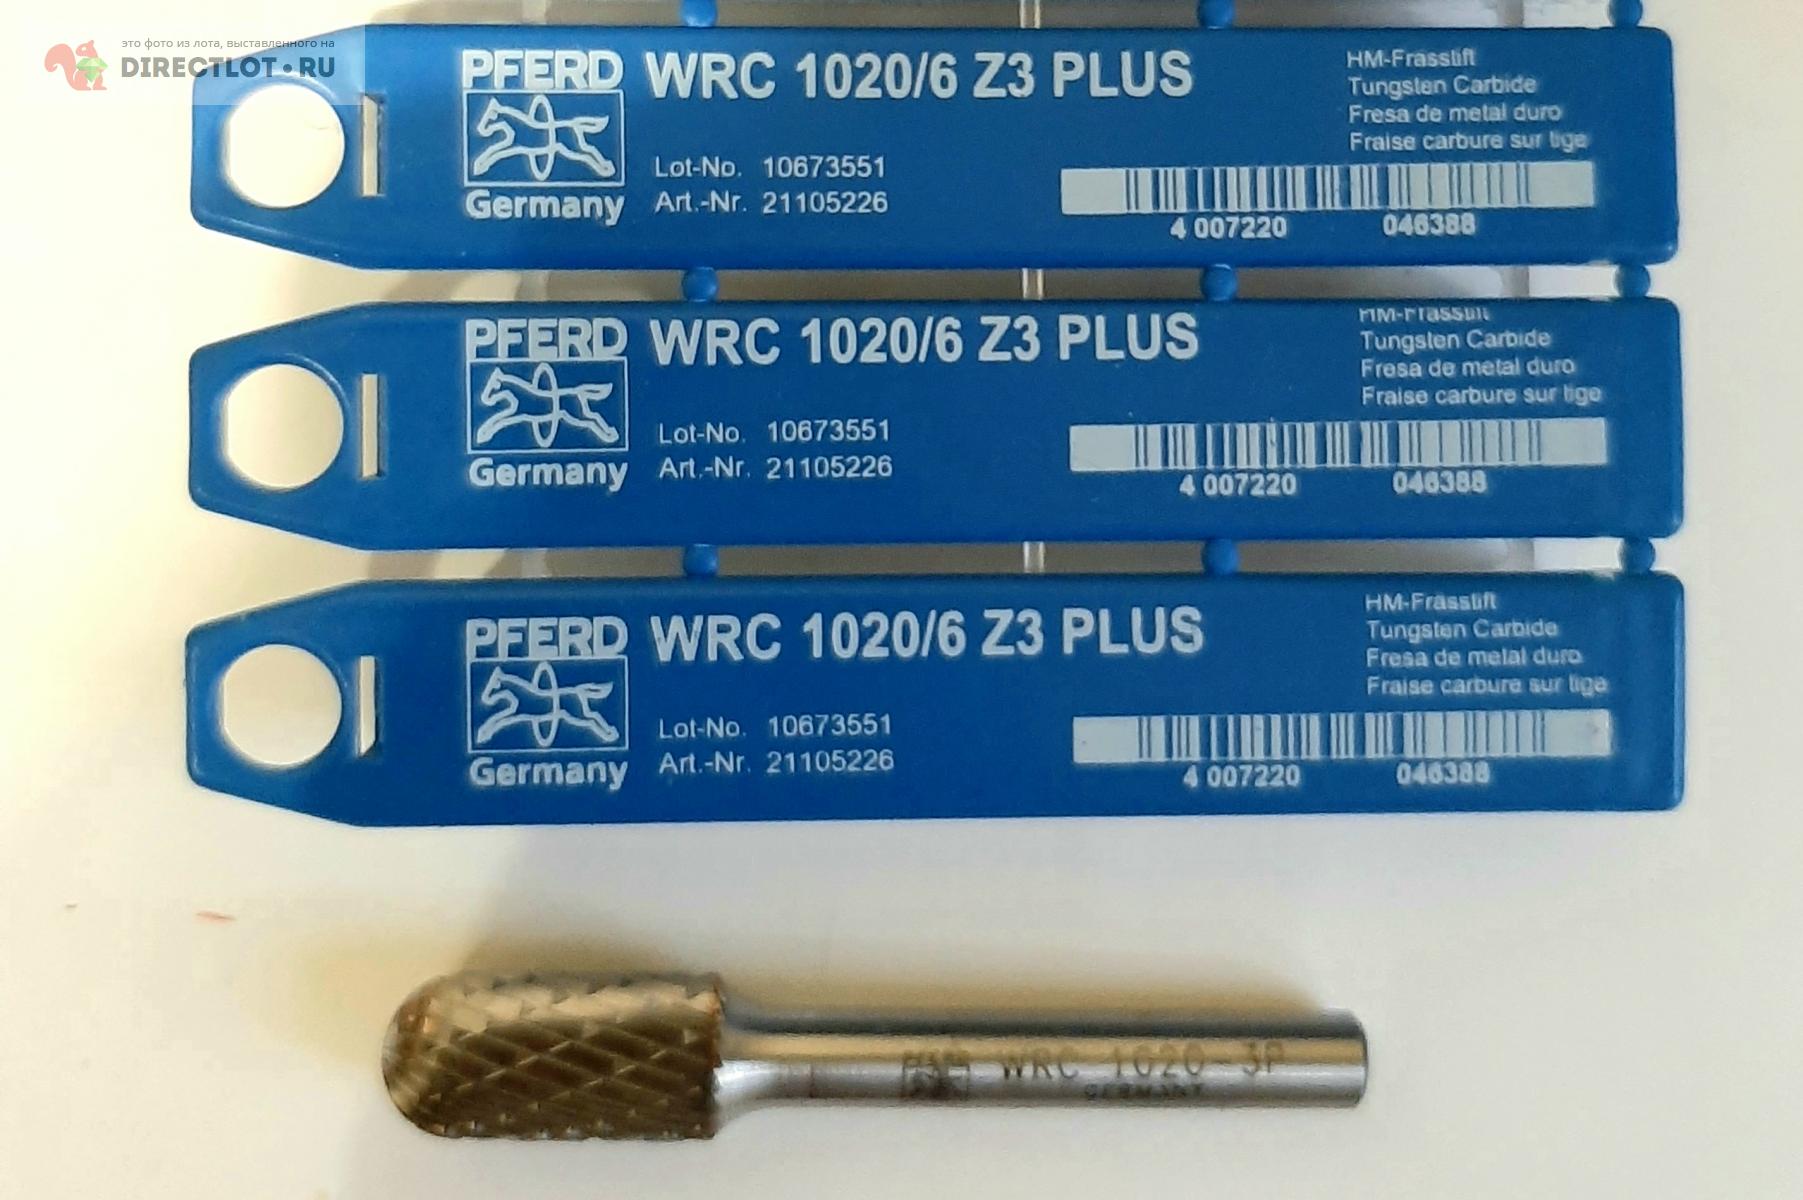 это фото из лота, выставленного на
DIRECTLOT.RU
PFERD
Germany
WRC 1020/6 Z3 PLUS
Lot-No. 10673551
Art.-Nr. 21105226
HM-Frässtift
Tungsten Carbide
Fresa de metal duro
Fraise carbure sur tige
4 007220 046388
PFERD
Germany
WRC 1020/6 Z3 PLUS
Lot-No. 10673551
Art.-Nr. 21105226
HM-Frässtift
Tungsten Carbide
Fresa de metal duro
Fraise carbure sur tige
4 007220 046388
PFERD
Germany
WRC 1020/6 Z3 PLUS
Lot-No. 10673551
Art.-Nr. 21105226
HM-Frässtift
Tungsten Carbide
Fresa de metal duro
Fraise carbure sur tige
4 007220 046388
WRC 1020-3P
GERMANY